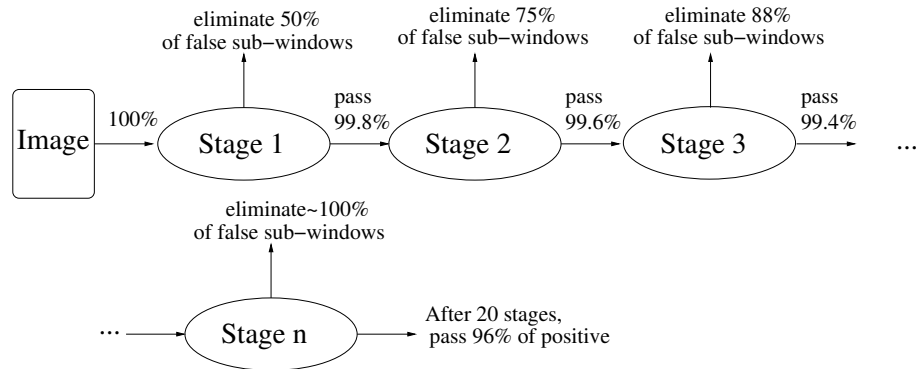 eliminate 50%
of false sub−windows
eliminate 75%
of false sub−windows
eliminate 88%
of false sub−windows
Image
100%
Stage 1
pass
99.8%
Stage 2
pass
99.6%
Stage 3
pass
99.4%
...
eliminate~100%
of false sub−windows
...
Stage n
After 20 stages,
pass 96% of positive